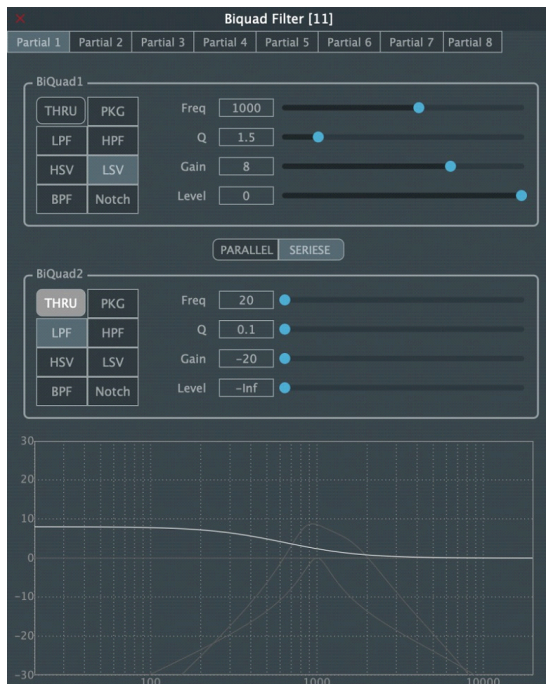 Biquad Filter [11]
Partial 1 Partial 2 Partial 3 Partial 4 Partial 5 Partial 6 Partial 7 Partial 8
BiQuad1
THRU PKG Freq 1000
LPF HPF Q 1.5
HSV LSV Gain 8
BPF Notch Level 0
PARALLEL SERIESE
BiQuad2
THRU PKG Freq 20
LPF HPF Q 0.1
HSV LSV Gain -20
BPF Notch Level -Inf
30
20
10
0
-10
-20
-30
100 1000 10000